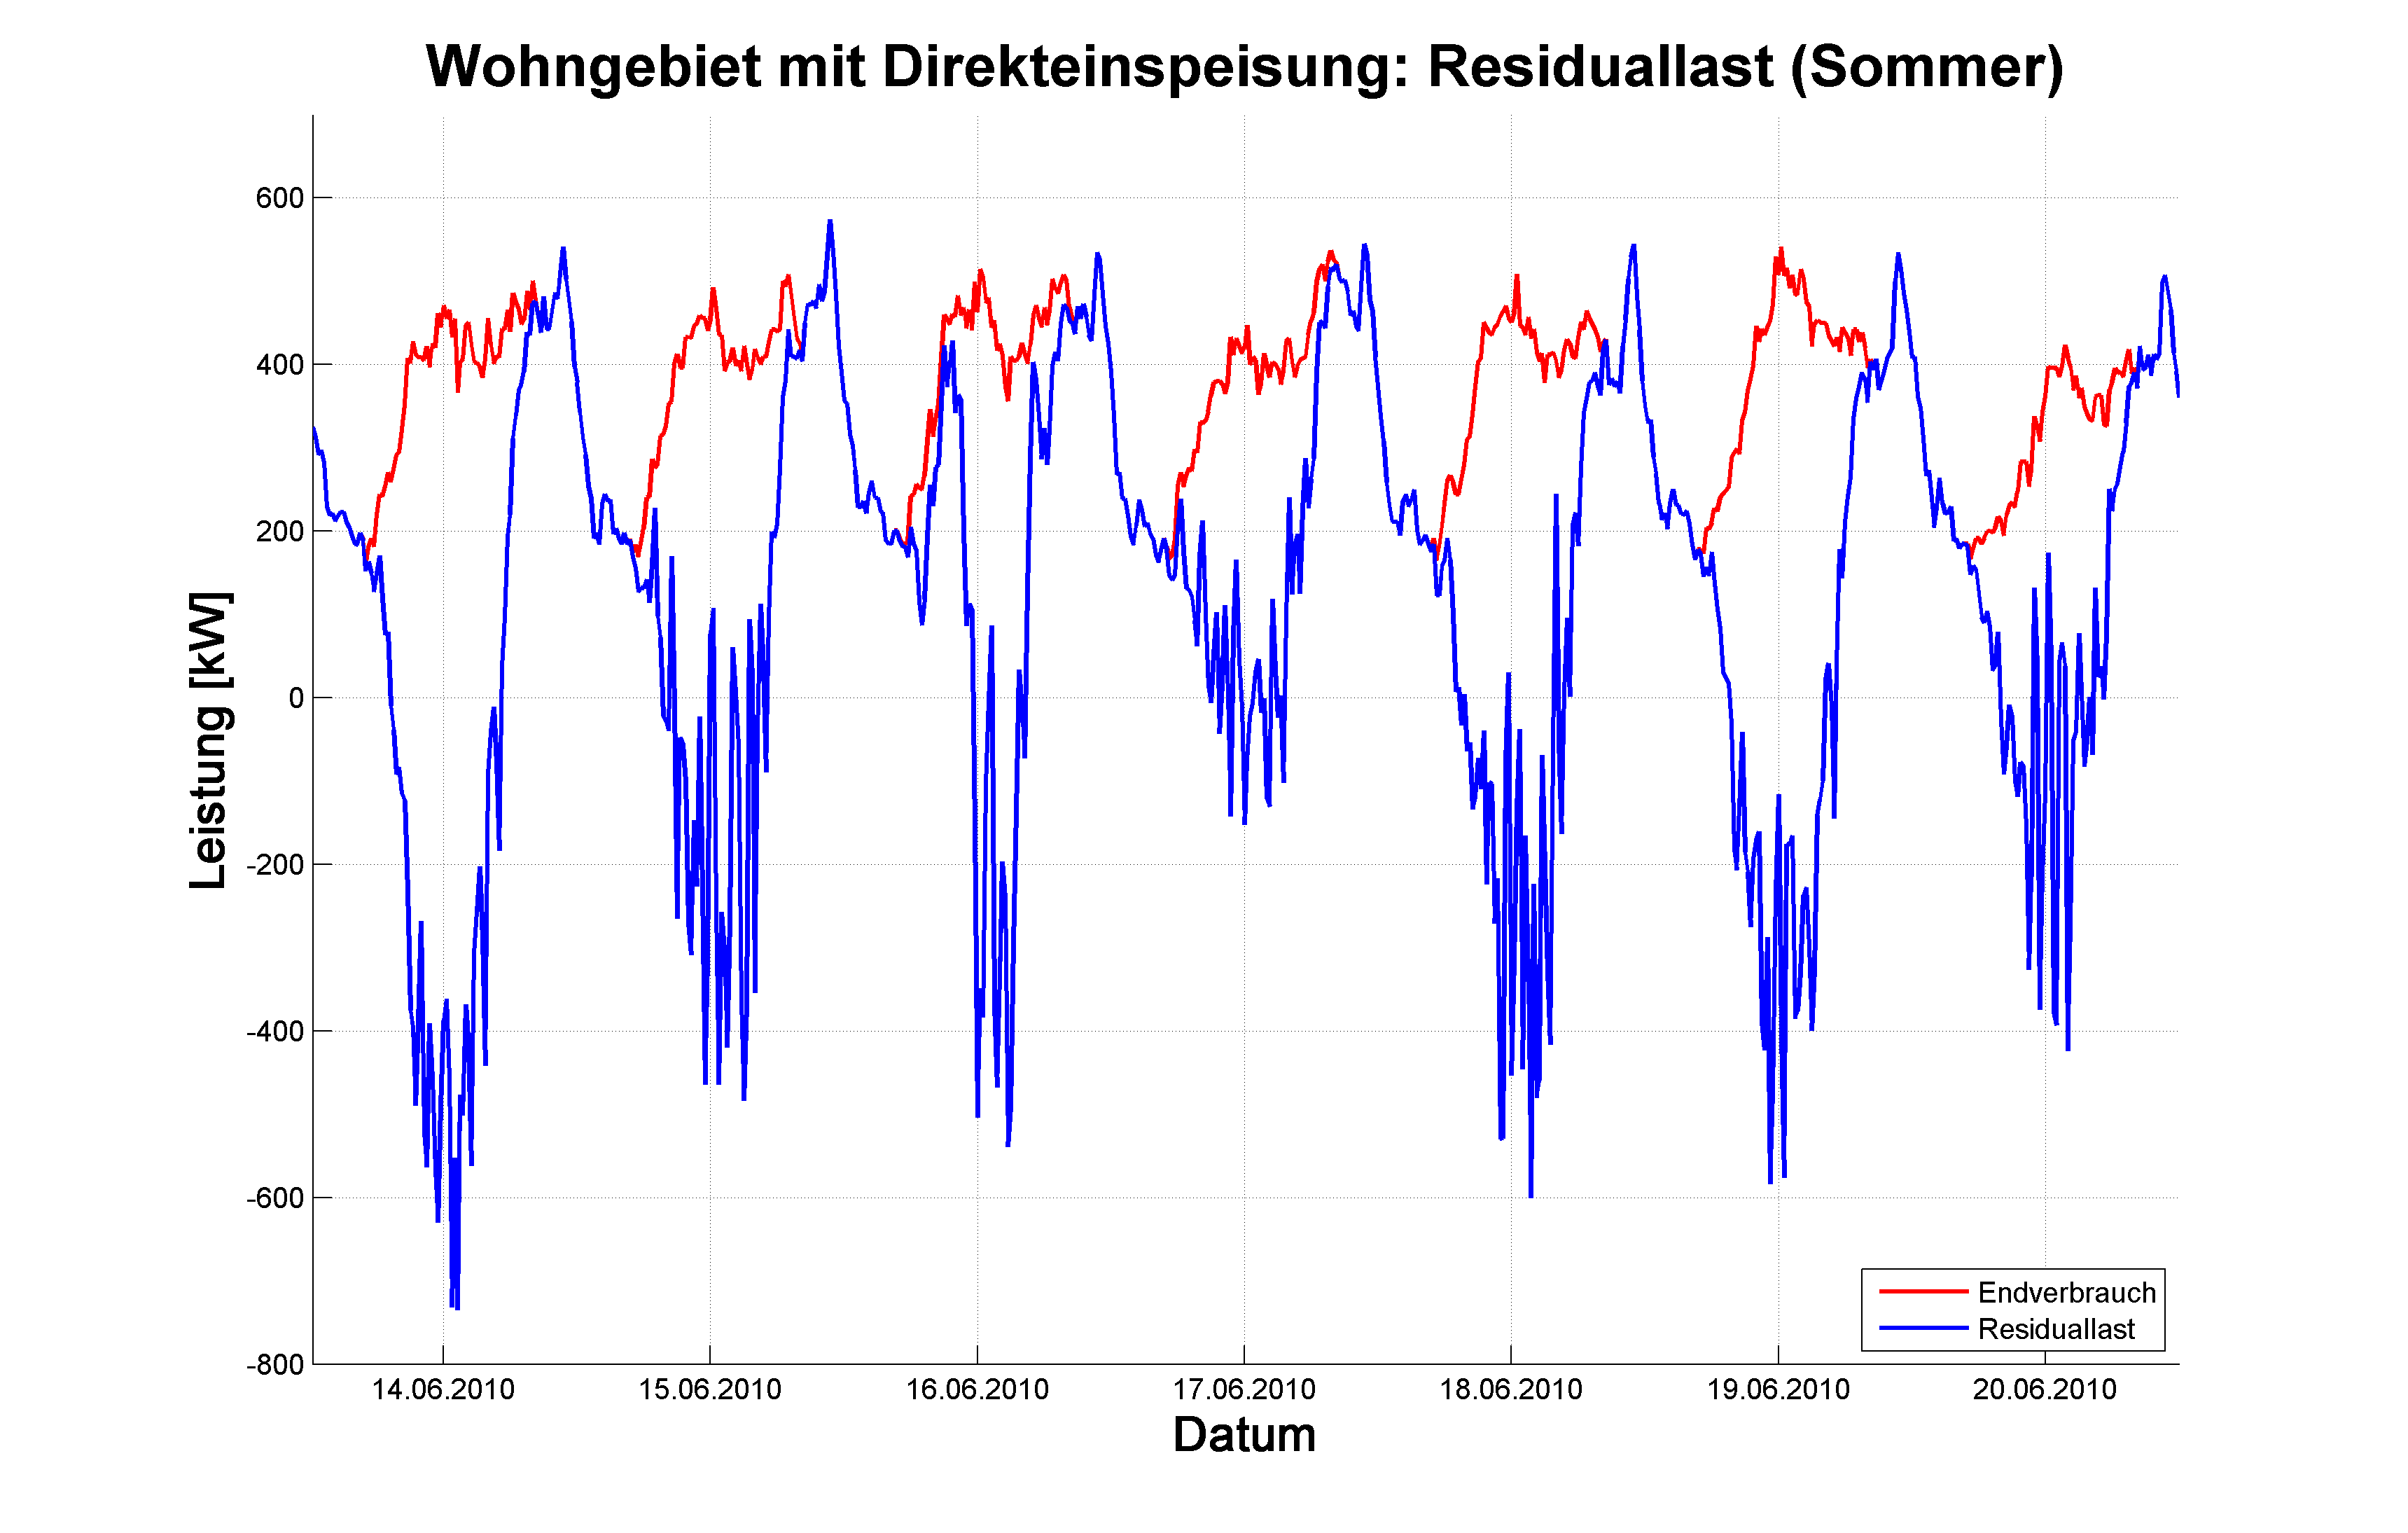 Wohngebiet mit Direkteinspeisung: Residuallast (Sommer)
Leistung [kW]
600
400
200
0
-200
-400
-600
-800
14.06.2010 15.06.2010 16.06.2010 17.06.2010 18.06.2010 19.06.2010 20.06.2010
Datum
Endverbrauch
Residuallast